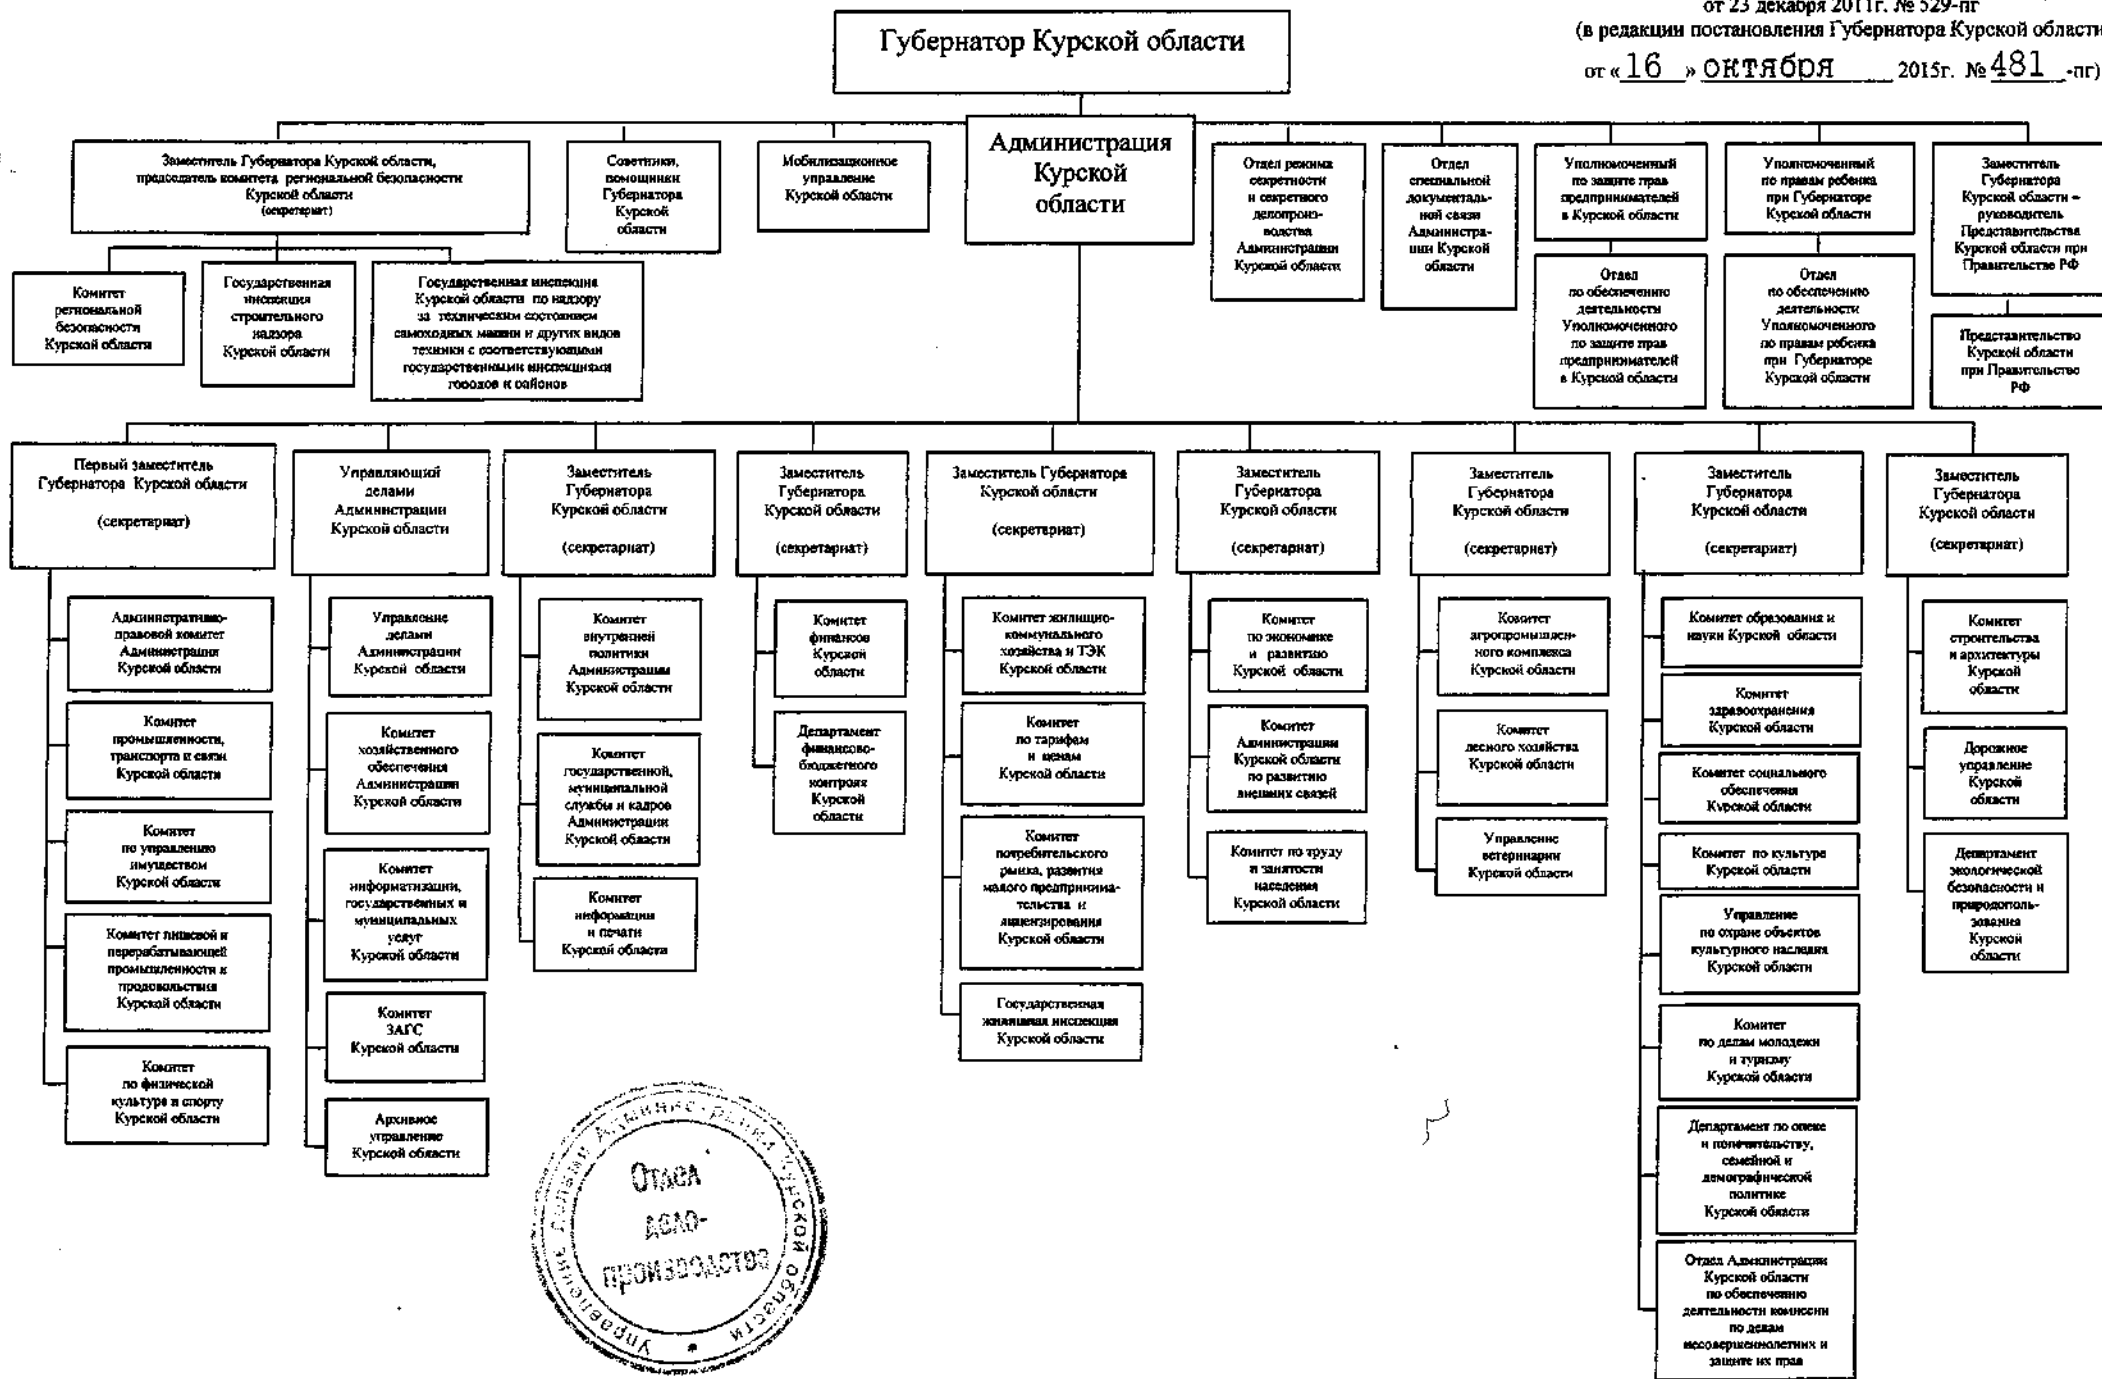 от 23 декабря 2011г. № 529-пг
(в редакции постановления Губернатора Курской области
от «16» октября 2015г. № 481 -пг)
Губернатор Курской области
Администрация
Курской
области
Заместитель Губернатора Курской области,
председатель комитета региональной безопасности
Курской области
(секретариат)
Советники,
помощники
Губернатора
Курской
области
Мобилизационное
управление
Курской области
Отдел режима
секретности
и секретного
делопроиз-
водства
Администрации
Курской области
Отдел
специальной
документаль-
ной связи
Администра-
ции Курской
области
Уполномоченный
по защите прав
предпринимателей
в Курской области
Уполномоченный
по правам ребенка
при Губернаторе
Курской области
Заместитель
Губернатора
Курской области –
руководитель
Представительства
Курской области при
Правительстве РФ
Комитет
региональной
безопасности
Курской области
Государственная
инспекция
строительного
надзора
Курской области
Государственная инспекция
Курской области по надзору
за техническим состоянием
самоходных машин и других видов
техники с соответствующими
государственными инспекциями
городов и районов
Отдел
по обеспечению
деятельности
Уполномоченного
по защите прав
предпринимателей
в Курской области
Отдел
по обеспечению
деятельности
Уполномоченного
по правам ребенка
при Губернаторе
Курской области
Представительство
Курской области
при Правительстве
РФ
Первый заместитель
Губернатора Курской области
(секретариат)
Административно-
правовой комитет
Администрации
Курской области
Комитет
промышленности,
транспорта и связи
Курской области
Комитет
по управлению
имуществом
Курской области
Комитет пищевой и
перерабатывающей
промышленности и
продовольствия
Курской области
Комитет
по физической
культуре и спорту
Курской области
Управляющий
делами
Администрации
Курской области
Управление
делами
Администрации
Курской области
Комитет
хозяйственного
обеспечения
Администрации
Курской области
Комитет
информатизации,
государственных и
муниципальных
услуг
Курской области
Комитет
ЗАГС
Курской области
Архивное
управление
Курской области
Заместитель
Губернатора
Курской области
(секретариат)
Комитет
внутренней
политики
Администрации
Курской области
Комитет
государственной,
муниципальной
службы и кадров
Администрации
Курской области
Комитет
информации
и печати
Курской области
Заместитель
Губернатора
Курской области
(секретариат)
Комитет
финансов
Курской
области
Департамент
финансово-
бюджетного
контроля
Курской
области
Заместитель Губернатора
Курской области
(секретариат)
Комитет жилищно-
коммунального
хозяйства и ТЭК
Курской области
Комитет
по тарифам
и ценам
Курской области
Комитет
потребительского
рынка, развития
малого предпринима-
тельства и
лицензирования
Курской области
Государственная
жилищная инспекция
Курской области
Заместитель
Губернатора
Курской области
(секретариат)
Комитет
по экономике
и развитию
Курской области
Комитет
Администрации
Курской области
по развитию
внешних связей
Комитет по труду
и занятости
населения
Курской области
Заместитель
Губернатора
Курской области
(секретариат)
Комитет
агропромышлен-
ного комплекса
Курской области
Комитет
лесного хозяйства
Курской области
Управление
ветеринарии
Курской области
Заместитель
Губернатора
Курской области
(секретариат)
Комитет образования и
науки Курской области
Комитет
здравоохранения
Курской области
Комитет социального
обеспечения
Курской области
Комитет по культуре
Курской области
Управление
по охране объектов
культурного наследия
Курской области
Комитет
по делам молодежи
и туризму
Курской области
Департамент по опеке
и попечительству,
семейной и
демографической
политике
Курской области
Отдел Администрации
Курской области
по обеспечению
деятельности комиссии
по делам
несовершеннолетних и
защите их прав
Заместитель
Губернатора
Курской области
(секретариат)
Комитет
строительства
и архитектуры
Курской
области
Дорожное
управление
Курской
области
Департамент
экологической
безопасности и
природополь-
зования
Курской
области
Управление делами Администрации Курской области
Отдел
дело-
производства